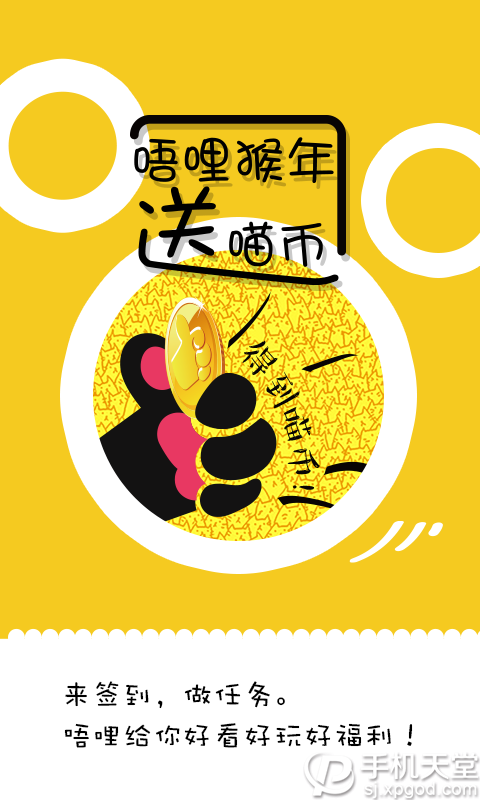 唔哩猴年
送喵币
得到喵币!
来签到，做任务。
唔哩给你好看好玩好福利！
手机天堂
sj.xpgod.com